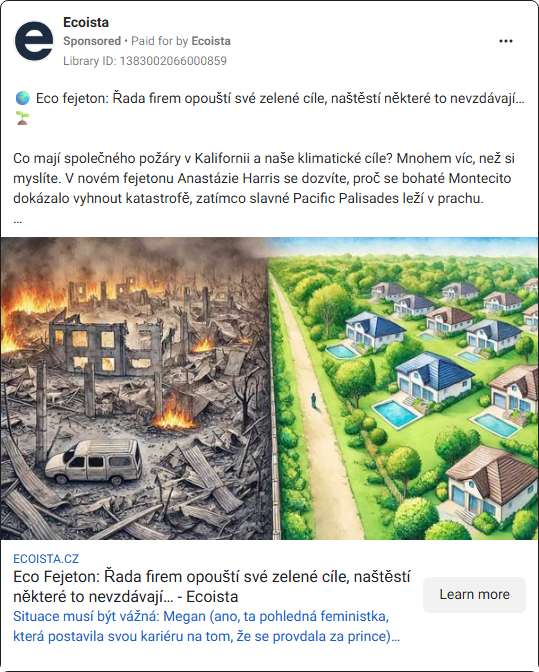 Ecoista
Sponsored • Paid for by Ecoista
Library ID: 1383002066000859
Eco fejeton: Řada firem opouští své zelené cíle, naštěstí některé to nevzdávají...
Co mají společného požáry v Kalifornii a naše klimatické cíle? Mnohem víc, než si
myslíte. V novém fejetonu Anastázie Harris se dozvíte, proč se bohaté Montecito
dokázalo vyhnout katastrofě, zatímco slavné Pacific Palisades leží v prachu.
...
ECOISTA.CZ
Eco Fejeton: Řada firem opouští své zelené cíle, naštěstí
některé to nevzdávají... - Ecoista
Learn more
Situace musí být vážná: Megan (ano, ta pohledná feministka,
která postavila svou kariéru na tom, že se provdala za prince)...